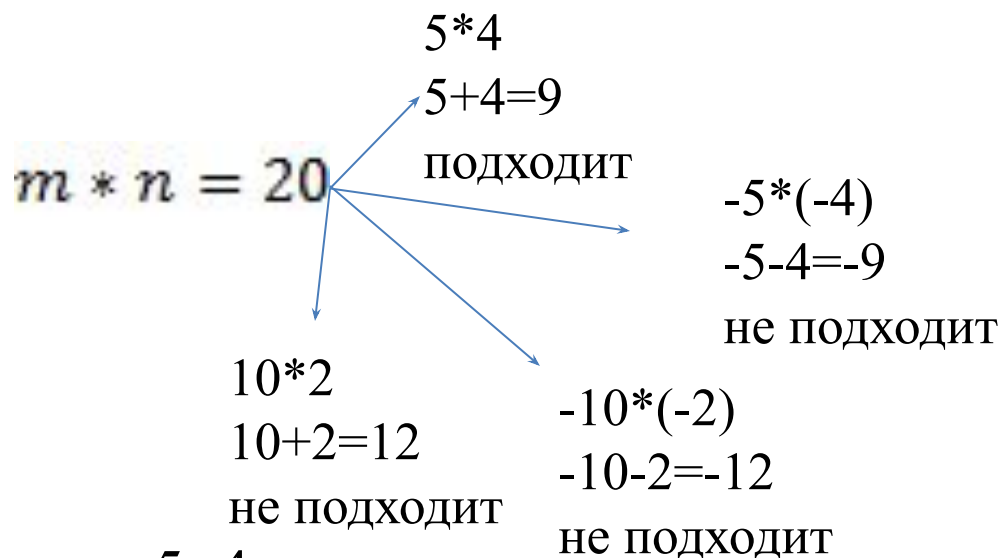 5*4
5+4=9
подходит
m * n = 20
-5*(-4)
-5-4=-9
не подходит
10*2
10+2=12
не подходит
-10*(-2)
-10-2=-12
не подходит